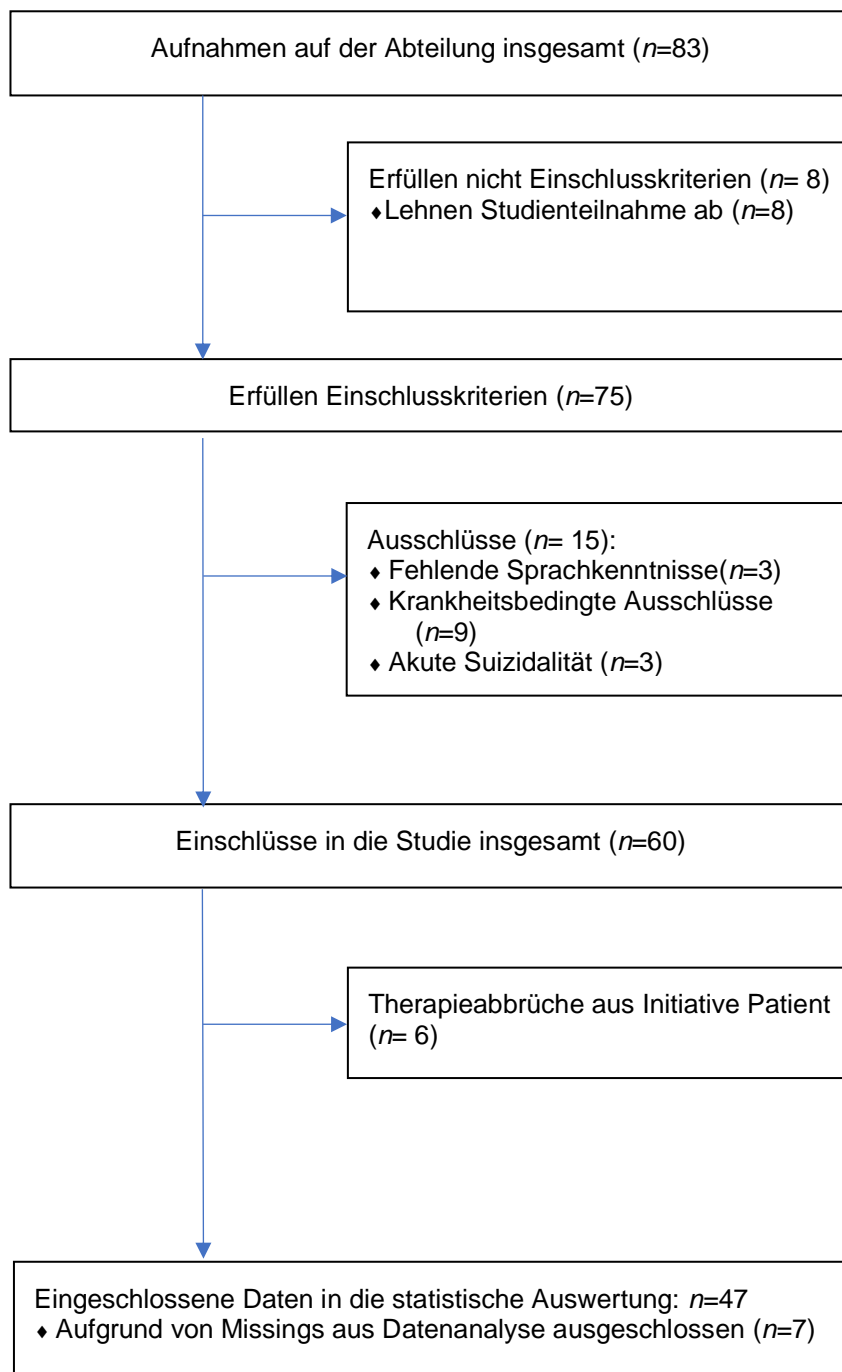 Aufnahmen auf der Abteilung insgesamt (n=83)
Erfüllen nicht Einschlusskriterien (n= 8)
♦Lehnen Studienteilnahme ab (n=8)
Erfüllen Einschlusskriterien (n=75)
Ausschlüsse (n= 15):
♦ Fehlende Sprachkenntnisse(n=3)
♦ Krankheitsbedingte Ausschlüsse
(n=9)
♦ Akute Suizidalität (n=3)
Einschlüsse in die Studie insgesamt (n=60)
Therapieabbrüche aus Initiative Patient
(n= 6)
Eingeschlossene Daten in die statistische Auswertung: n=47
♦ Aufgrund von Missings aus Datenanalyse ausgeschlossen (n=7)